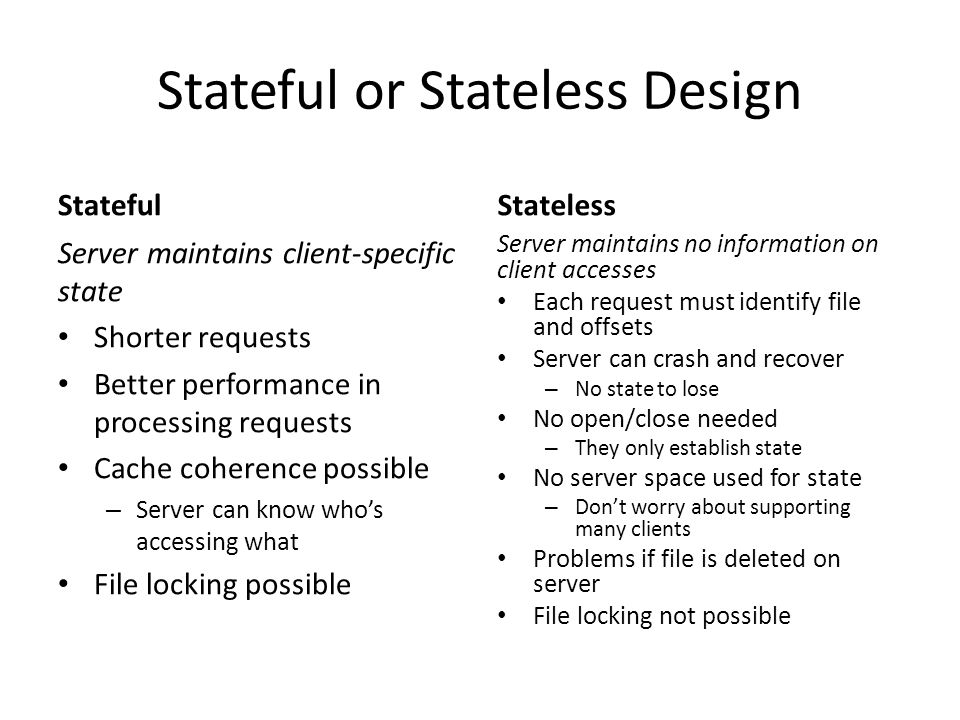 Stateful or Stateless Design
Stateful
Server maintains client-specific
state
• Shorter requests
• Better performance in
processing requests
• Cache coherence possible
– Server can know who’s
accessing what
• File locking possible
Stateless
Server maintains no information on
client accesses
• Each request must identify file
and offsets
• Server can crash and recover
– No state to lose
• No open/close needed
– They only establish state
• No server space used for state
– Don’t worry about supporting
many clients
• Problems if file is deleted on
server
• File locking not possible